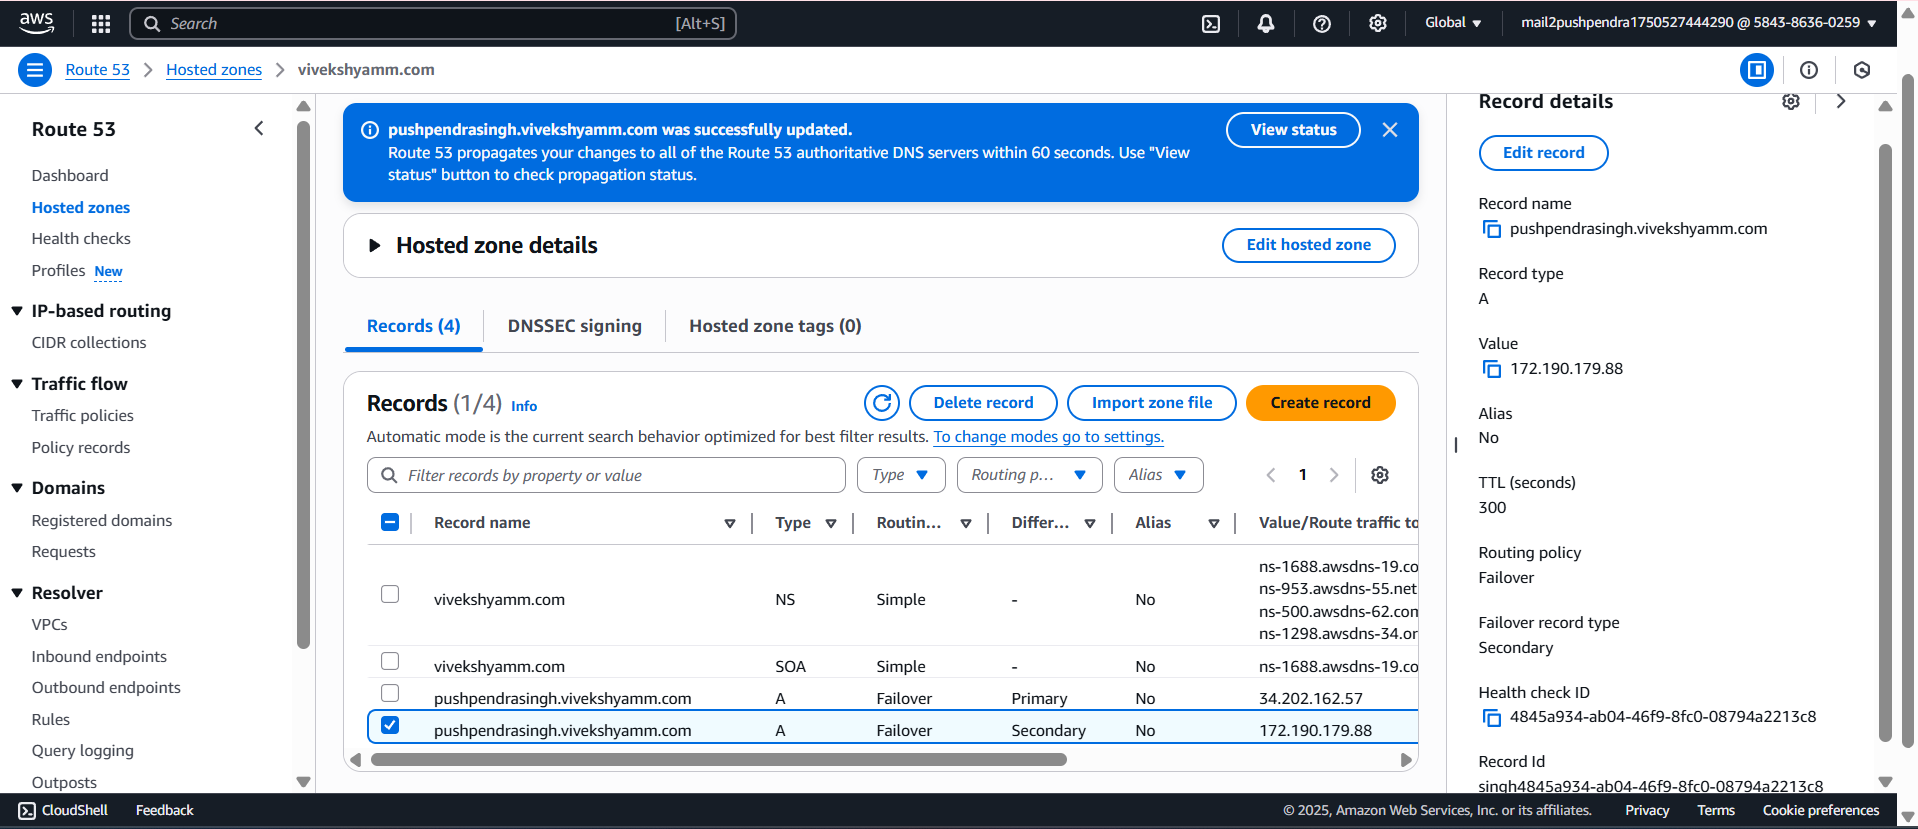 aws
Search
[Alt+S]
Global
mail2pushpendra1750527444290 @ 5843-8636-0259
Route 53
Hosted zones
vivekshyamm.com
Route 53
Dashboard
Hosted zones
Health checks
Profiles New
IP-based routing
CIDR collections
Traffic flow
Traffic policies
Policy records
Domains
Registered domains
Requests
Resolver
VPCs
Inbound endpoints
Outbound endpoints
Rules
Query logging
Outposts
pushpendrasingh.vivekshyamm.com was successfully updated.
Route 53 propagates your changes to all of the Route 53 authoritative DNS servers within 60 seconds. Use "View
status" button to check propagation status.
View status
Hosted zone details
Edit hosted zone
Records (4)
DNSSEC signing
Hosted zone tags (0)
Records (1/4) Info
Delete record
Import zone file
Create record
Automatic mode is the current search behavior optimized for best filter results. To change modes go to settings.
Filter records by property or value
Type
Routing p...
Alias
1
Record name Type Routin... Differ... Alias Value/Route traffic to
ns-1688.awsdns-19.co
ns-953.awsdns-55.net
vivekshyamm.com NS Simple - No
ns-500.awsdns-62.com
ns-1298.awsdns-34.or
vivekshyamm.com SOA Simple - No ns-1688.awsdns-19.co
pushpendrasingh.vivekshyamm.com A Failover Primary No 34.202.162.57
pushpendrasingh.vivekshyamm.com A Failover Secondary No 172.190.179.88
Record details
Edit record
Record name
pushpendrasingh.vivekshyamm.com
Record type
A
Value
172.190.179.88
Alias
No
TTL (seconds)
300
Routing policy
Failover
Failover record type
Secondary
Health check ID
4845a934-ab04-46f9-8fc0-08794a2213c8
Record Id
singh4845a934-ab04-46f9-8fc0-08794a2213c8
CloudShell
Feedback
© 2025, Amazon Web Services, Inc. or its affiliates.
Privacy
Terms
Cookie preferences